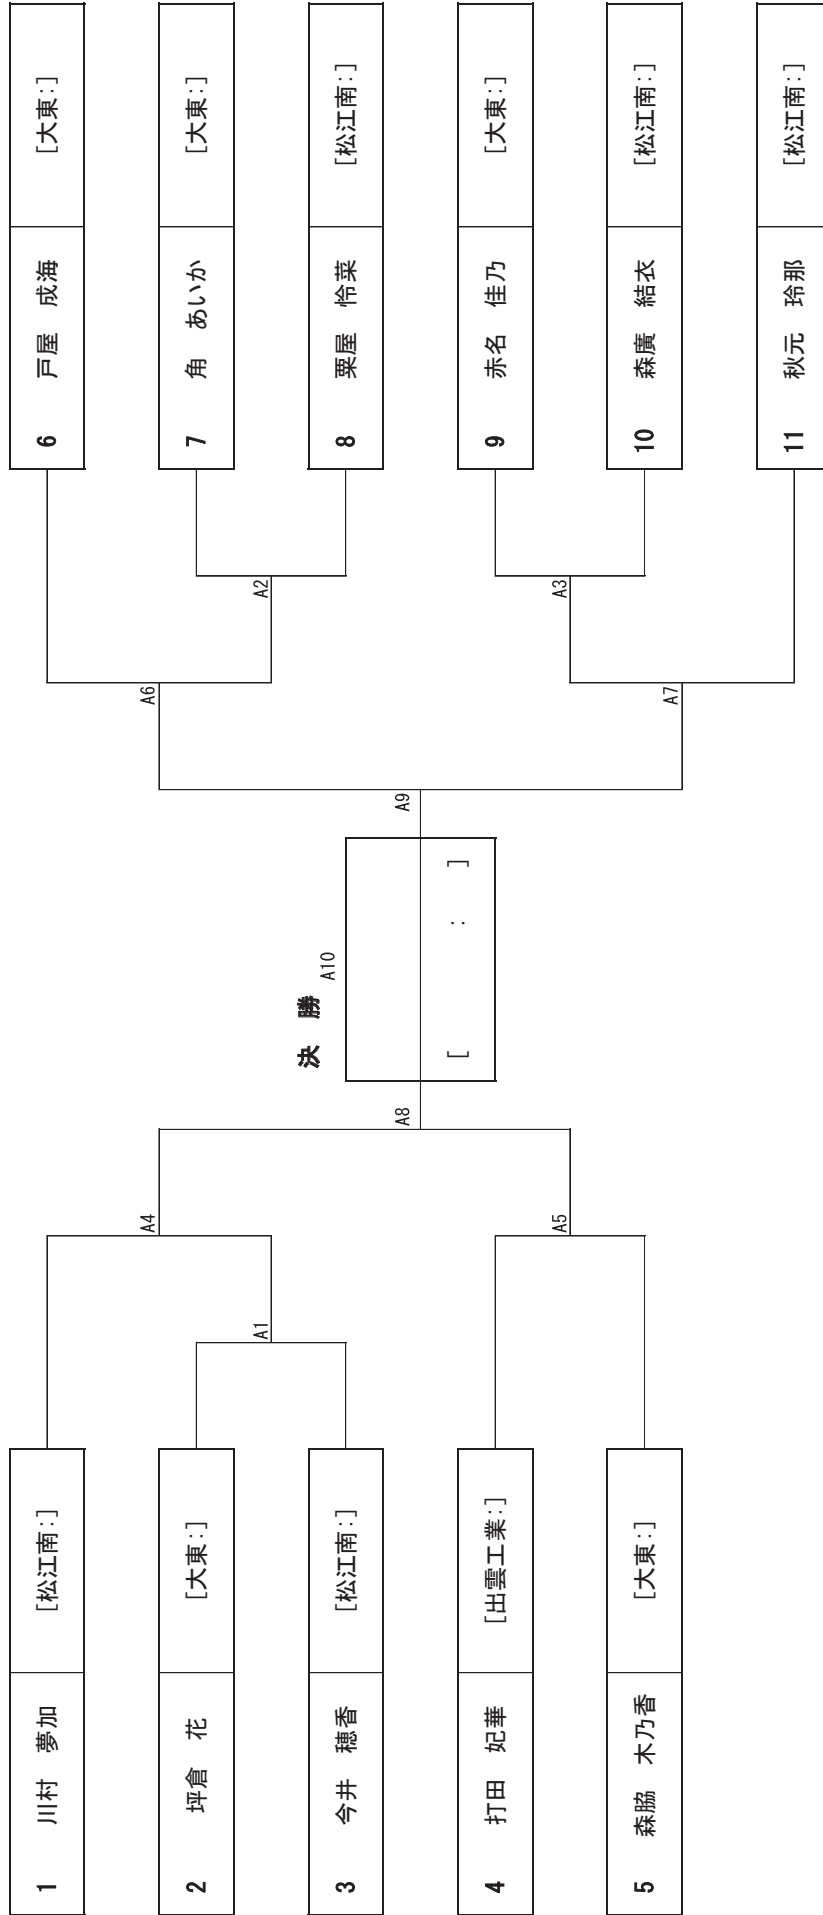 1 川村 夢加 [松江南:]
2 坪倉 花 [大東:]
3 今井 穂香 [松江南:]
4 打田 妃華 [出雲工業:]
5 森脇 木乃香 [大東:]
A1
A4
A5
A8
決 勝
A10
[ : ]
A9
A6
A7
A2
A3
6 戸屋 成海 [大東:]
7 角 あいか [大東:]
8 粟屋 怜菜 [松江南:]
9 赤名 佳乃 [大東:]
10 森廣 結衣 [松江南:]
11 秋元 玲那 [松江南:]